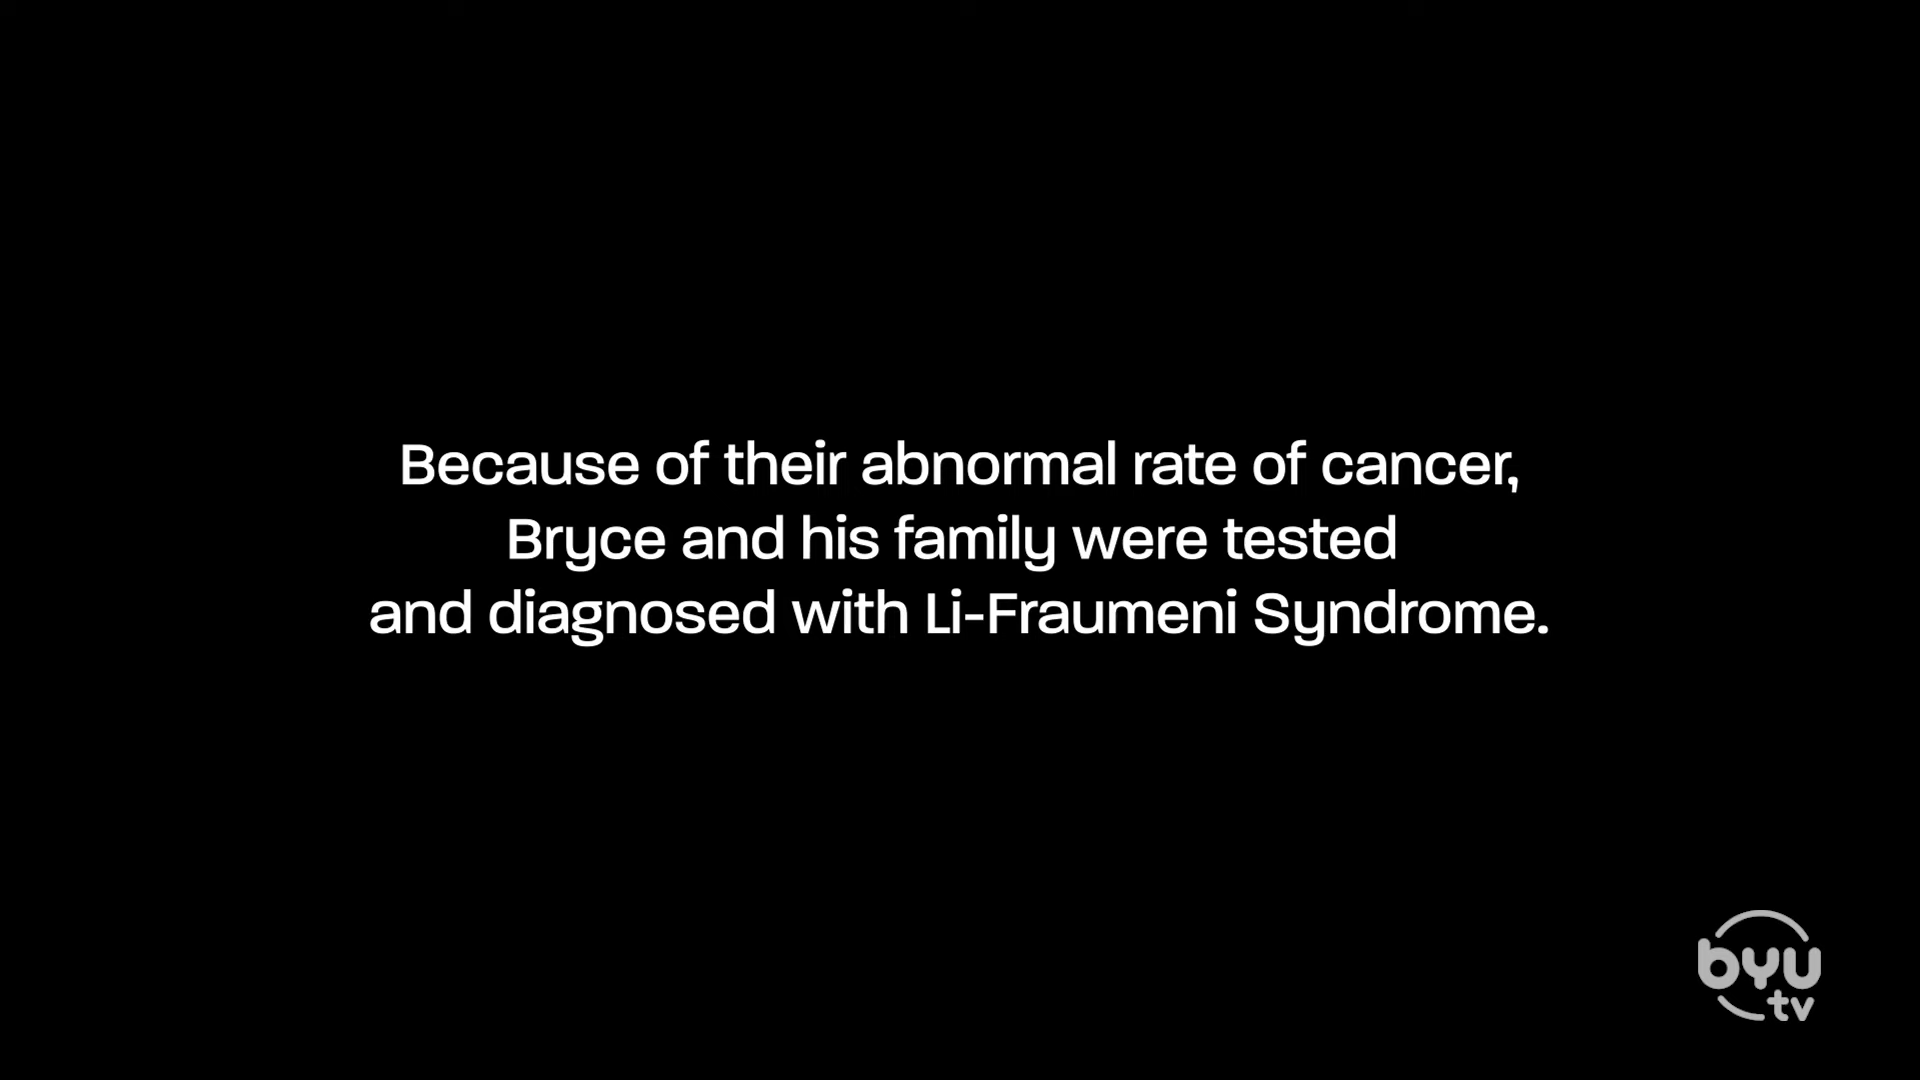 Because of their abnormal rate of cancer,
Bryce and his family were tested
and diagnosed with Li-Fraumeni Syndrome.
byu
tv